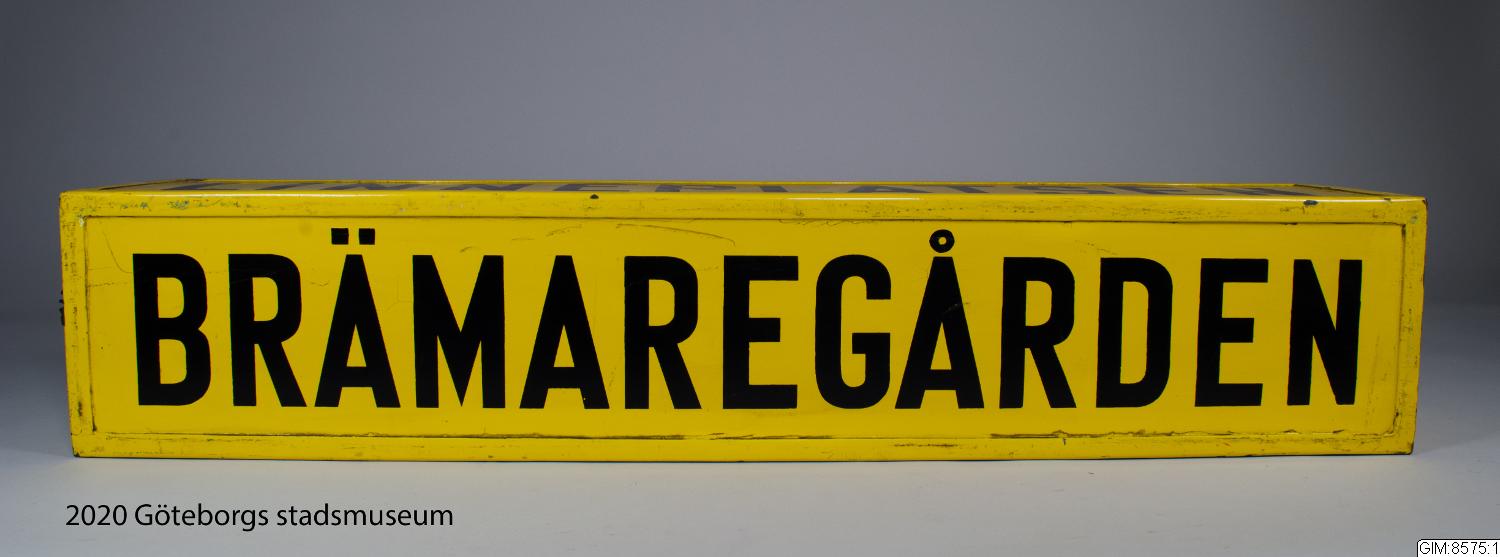 BRÄMAREGÅRDEN
2020 Göteborgs stadsmuseum
GIM:8575:1